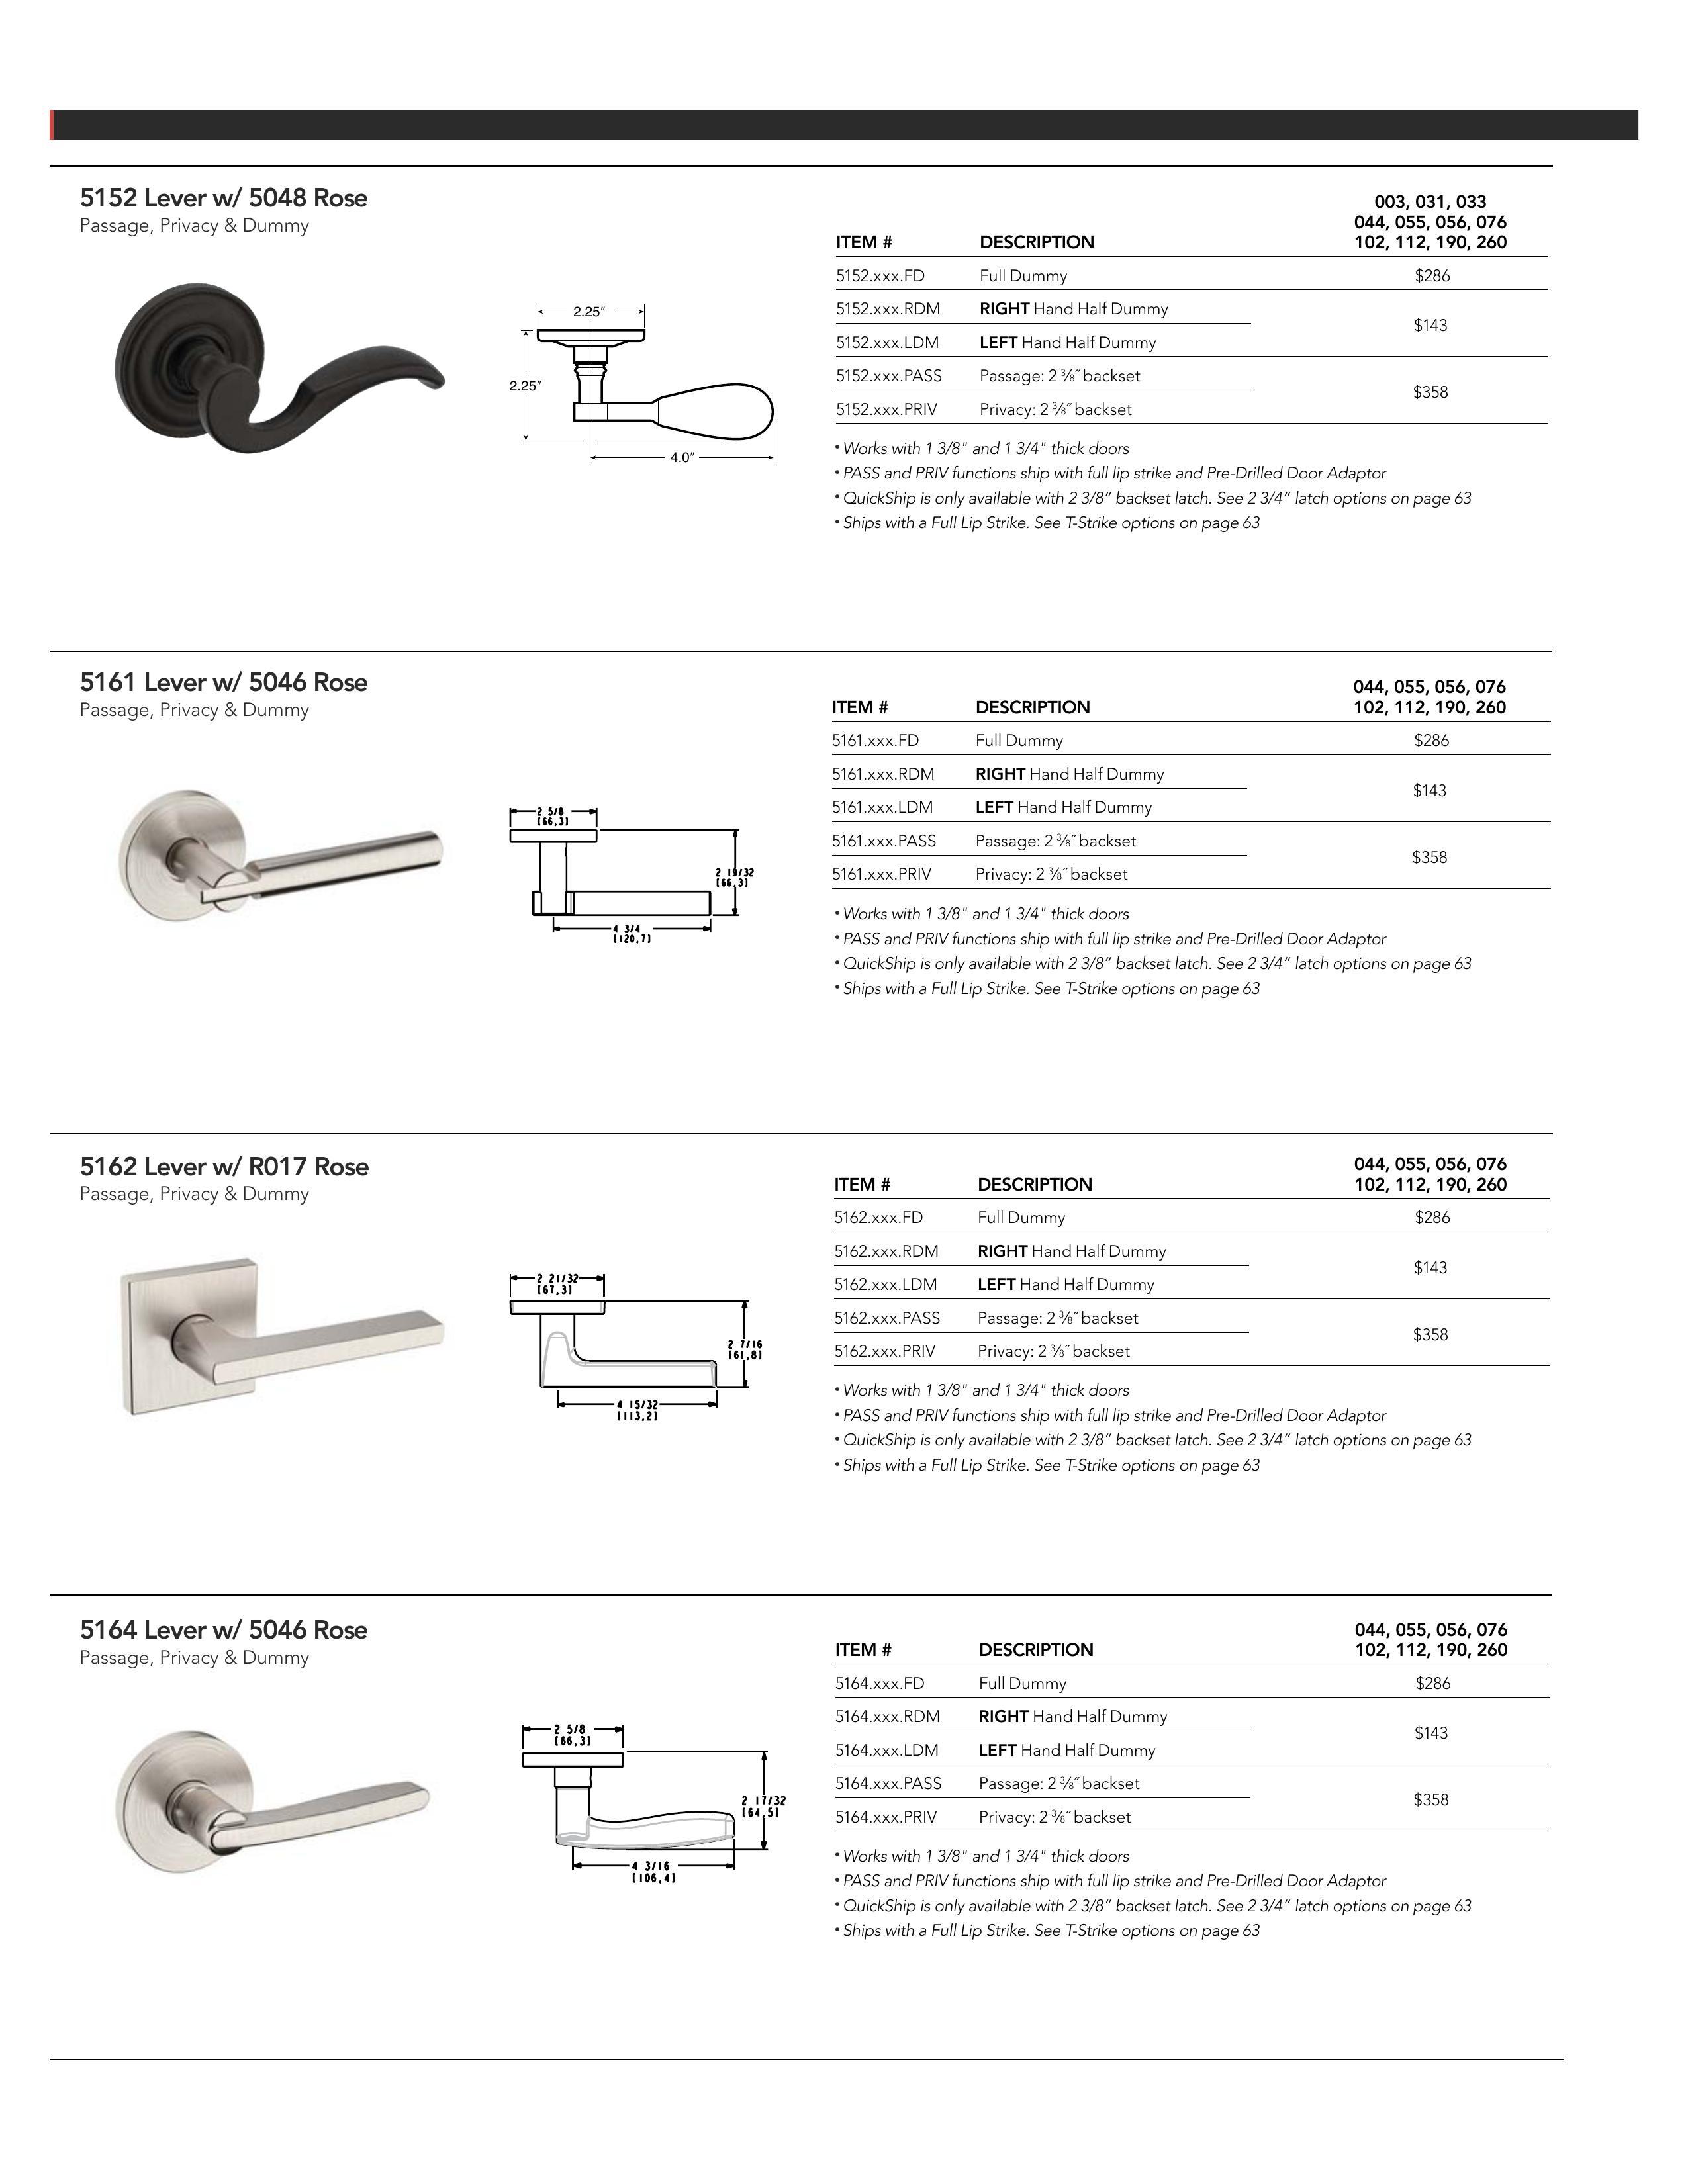 5152 Lever w/ 5048 Rose
Passage, Privacy & Dummy
2.25″
2.25″
4.0″
003, 031, 033
044, 055, 056, 076
ITEM # DESCRIPTION 102, 112, 190, 260
5152.xxx.FD Full Dummy $286
5152.xxx.RDM RIGHT Hand Half Dummy
$143
5152.xxx.LDM LEFT Hand Half Dummy
5152.xxx.PASS Passage: 2 ⅜˝ backset
$358
5152.xxx.PRIV Privacy: 2 ⅜˝ backset
• Works with 1 3/8" and 1 3/4" thick doors
• PASS and PRIV functions ship with full lip strike and Pre-Drilled Door Adaptor
• QuickShip is only available with 2 3/8” backset latch. See 2 3/4” latch options on page 63
• Ships with a Full Lip Strike. See T-Strike options on page 63
5161 Lever w/ 5046 Rose
Passage, Privacy & Dummy
2 5/8
[66,3]
2 19/32
[66,3]
4 3/4
[120,7]
044, 055, 056, 076
ITEM # DESCRIPTION 102, 112, 190, 260
5161.xxx.FD Full Dummy $286
5161.xxx.RDM RIGHT Hand Half Dummy
$143
5161.xxx.LDM LEFT Hand Half Dummy
5161.xxx.PASS Passage: 2 ⅜˝ backset
$358
5161.xxx.PRIV Privacy: 2 ⅜˝ backset
• Works with 1 3/8" and 1 3/4" thick doors
• PASS and PRIV functions ship with full lip strike and Pre-Drilled Door Adaptor
• QuickShip is only available with 2 3/8” backset latch. See 2 3/4” latch options on page 63
• Ships with a Full Lip Strike. See T-Strike options on page 63
5162 Lever w/ R017 Rose
Passage, Privacy & Dummy
2 21/32
[67,3]
2 7/16
[61,8]
4 15/32
[113,2]
044, 055, 056, 076
ITEM # DESCRIPTION 102, 112, 190, 260
5162.xxx.FD Full Dummy $286
5162.xxx.RDM RIGHT Hand Half Dummy
$143
5162.xxx.LDM LEFT Hand Half Dummy
5162.xxx.PASS Passage: 2 ⅜˝ backset
$358
5162.xxx.PRIV Privacy: 2 ⅜˝ backset
• Works with 1 3/8" and 1 3/4" thick doors
• PASS and PRIV functions ship with full lip strike and Pre-Drilled Door Adaptor
• QuickShip is only available with 2 3/8” backset latch. See 2 3/4” latch options on page 63
• Ships with a Full Lip Strike. See T-Strike options on page 63
5164 Lever w/ 5046 Rose
Passage, Privacy & Dummy
2 5/8
[66,3]
2 17/32
[64,5]
4 3/16
[106,4]
044, 055, 056, 076
ITEM # DESCRIPTION 102, 112, 190, 260
5164.xxx.FD Full Dummy $286
5164.xxx.RDM RIGHT Hand Half Dummy
$143
5164.xxx.LDM LEFT Hand Half Dummy
5164.xxx.PASS Passage: 2 ⅜˝ backset
$358
5164.xxx.PRIV Privacy: 2 ⅜˝ backset
• Works with 1 3/8" and 1 3/4" thick doors
• PASS and PRIV functions ship with full lip strike and Pre-Drilled Door Adaptor
• QuickShip is only available with 2 3/8” backset latch. See 2 3/4” latch options on page 63
• Ships with a Full Lip Strike. See T-Strike options on page 63